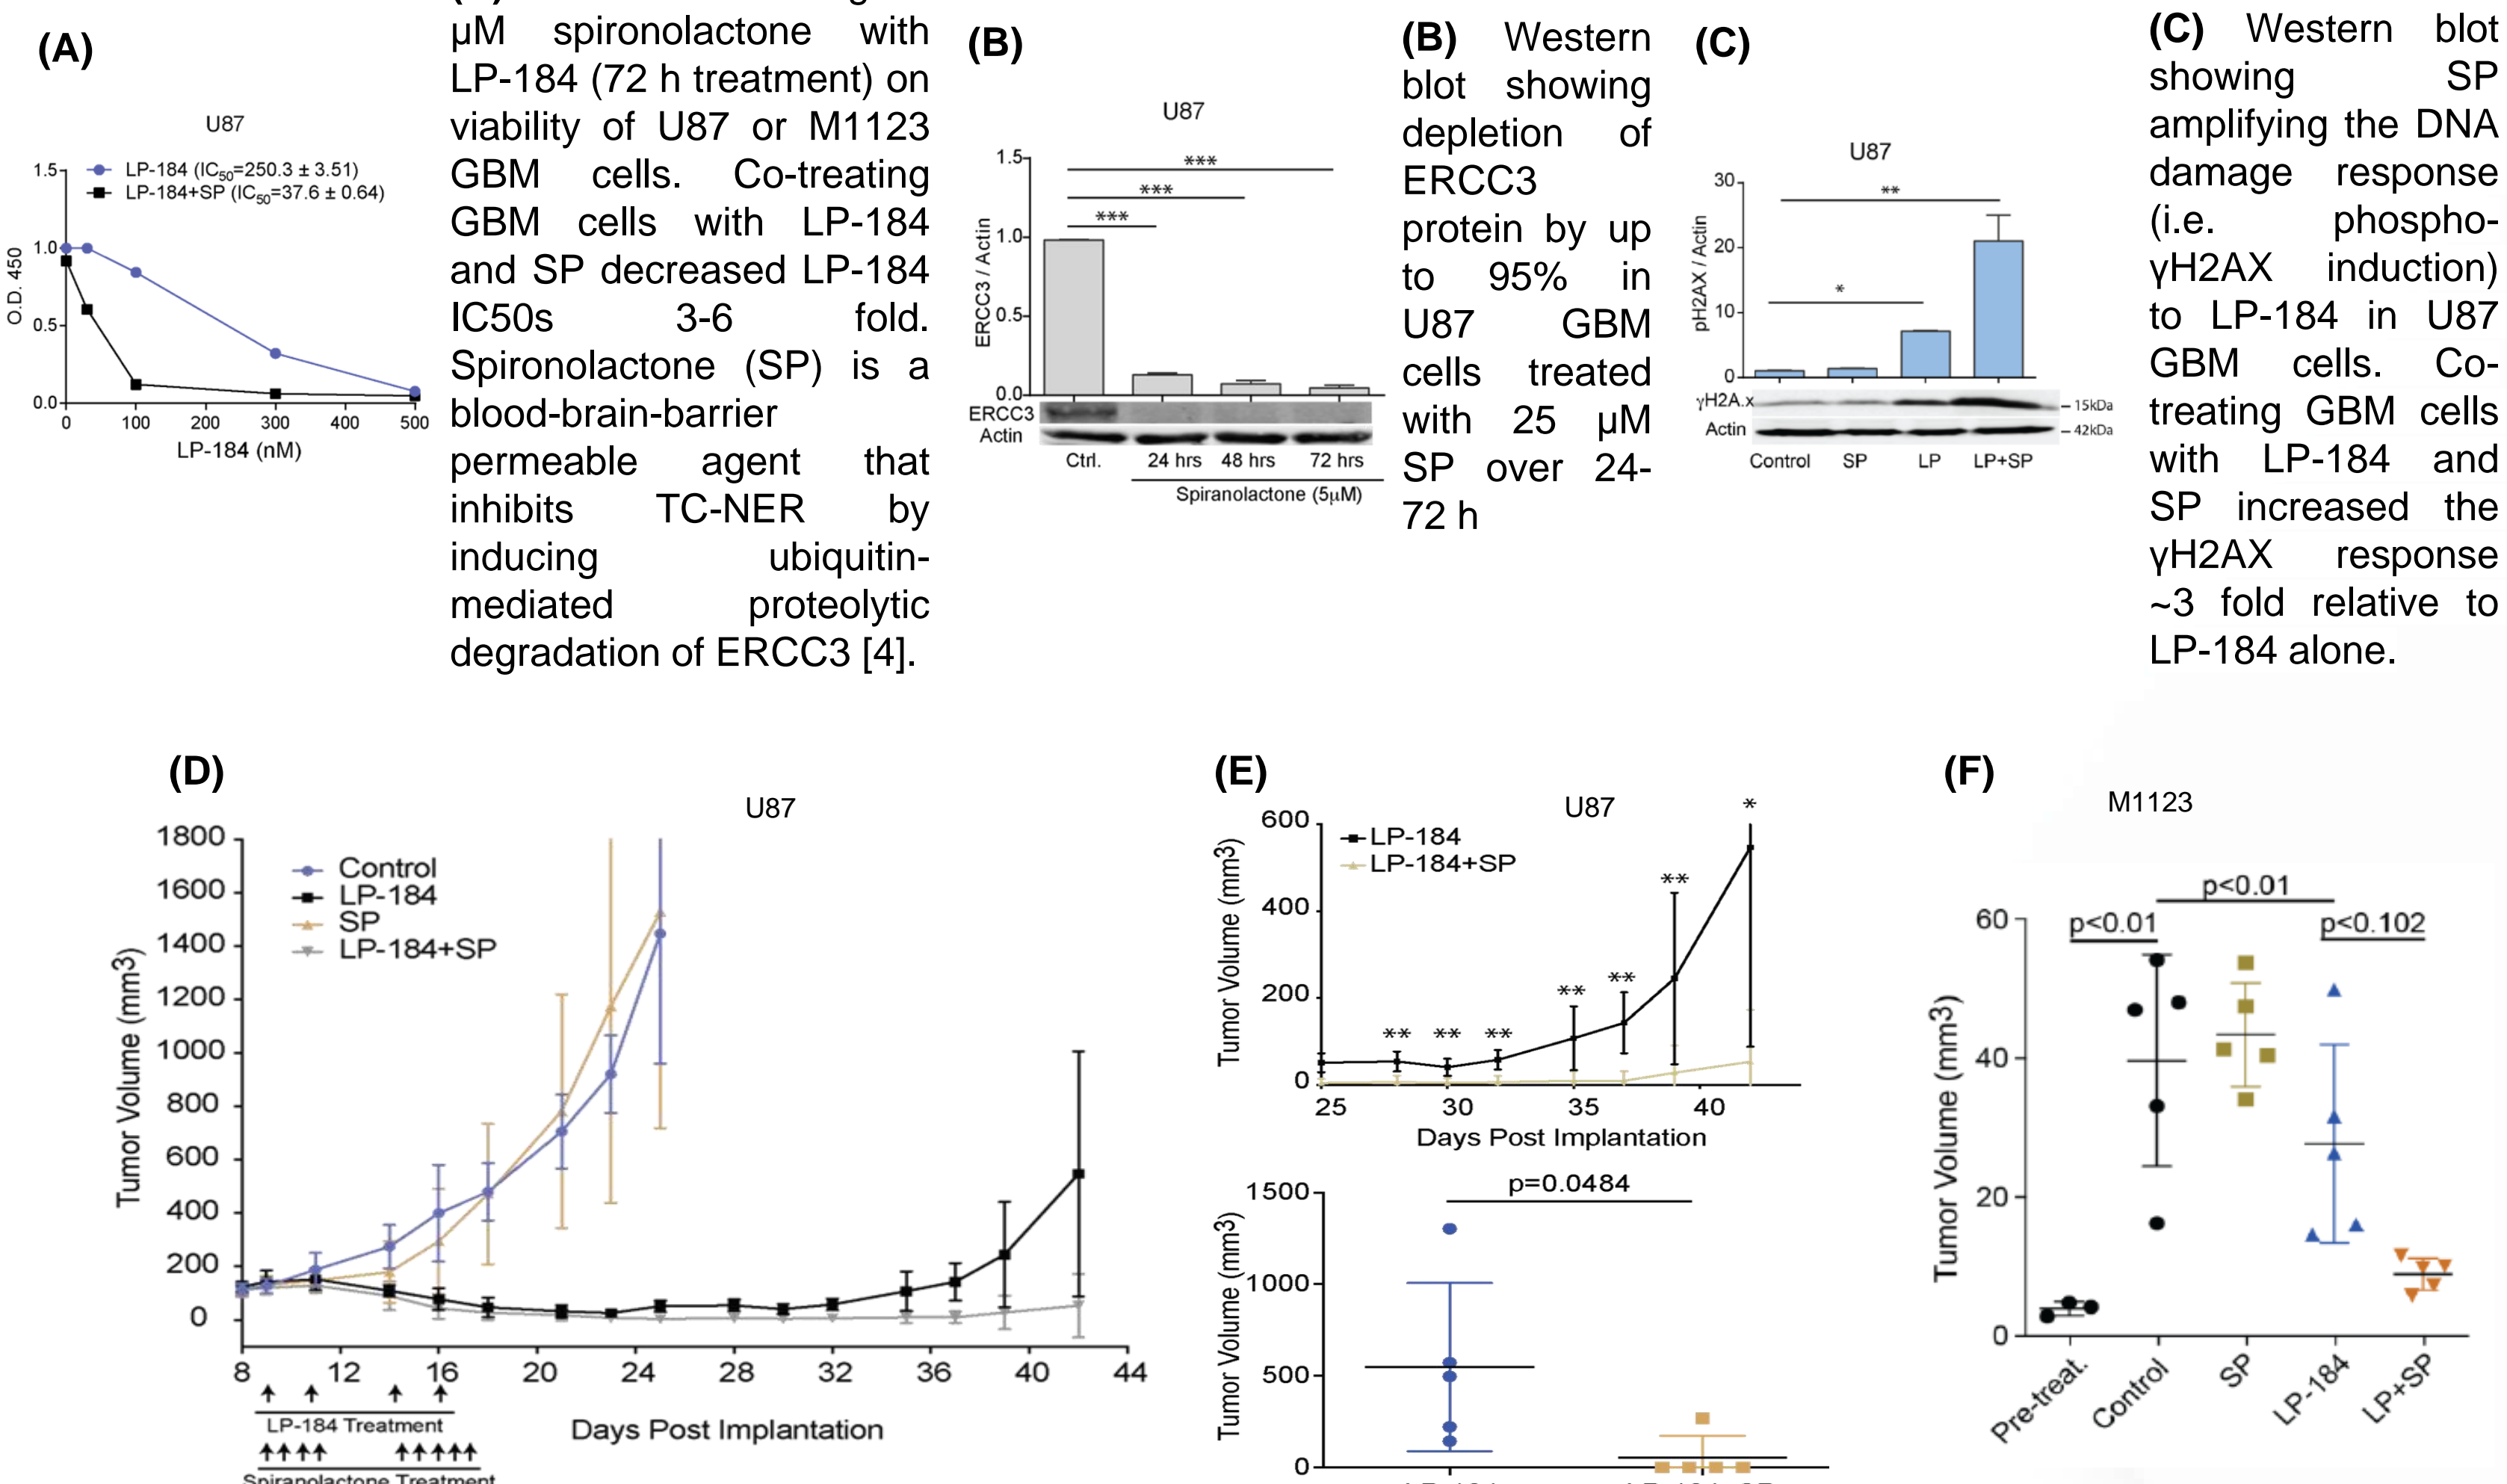 (A)
U87
1.5
LP-184 (IC50=250.3 ± 3.51)
LP-184+SP (IC50=37.6 ± 0.64)
1.0
0.5
0.0
O.D. 450
0 100 200 300 400 500
LP-184 (nM)
µM spironolactone with
LP-184 (72 h treatment) on
viability of U87 or M1123
GBM cells. Co-treating
GBM cells with LP-184
and SP decreased LP-184
IC50s 3-6 fold.
Spironolactone (SP) is a
blood-brain-barrier
permeable agent that
inhibits TC-NER by
inducing ubiquitin-
mediated proteolytic
degradation of ERCC3 [4].
(B)
U87
1.5
1.0
0.5
0.0
ERCC3 / Actin
***
***
***
ERCC3
Actin
Ctrl. 24 hrs 48 hrs 72 hrs
Spiranolactone (5µM)
(B) Western
blot showing
depletion of
ERCC3
protein by up
to 95% in
U87 GBM
cells treated
with 25 µM
SP over 24-
72 h
(C)
U87
30
20
10
0
pH2AX / Actin
**
*
γH2A.x
15kDa
Actin
42kDa
Control SP LP LP+SP
(C) Western blot
showing SP
amplifying the DNA
damage response
(i.e. phospho-
γH2AX induction)
to LP-184 in U87
GBM cells. Co-
treating GBM cells
with LP-184 and
SP increased the
γH2AX response
~3 fold relative to
LP-184 alone.
(D)
U87
1800
1600
1400
1200
1000
800
600
400
200
0
Tumor Volume (mm3)
Control
LP-184
SP
LP-184+SP
8 12 16 20 24 28 32 36 40 44
LP-184 Treatment
Days Post Implantation
Spiranolactone Treatment
(E)
U87
600
400
200
0
Tumor Volume (mm3)
LP-184
LP-184+SP
** ** ** ** ** ** *
25 30 35 40
Days Post Implantation
p=0.0484
1500
1000
500
0
Tumor Volume (mm3)
(F)
M1123
p<0.01
p<0.01
p<0.102
60
40
20
0
Tumor Volume (mm3)
Pre-treat. Control SP LP-184 LP+SP